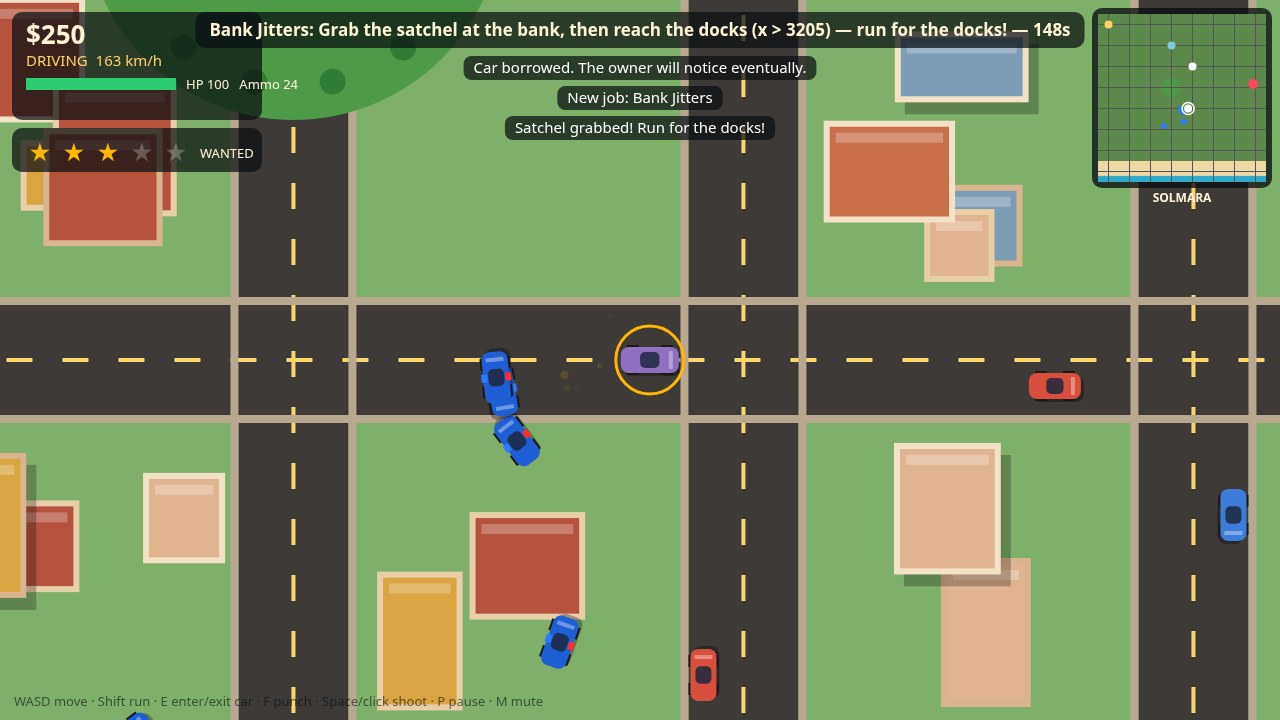 $250
DRIVING 163 km/h
HP 100 Ammo 24
WANTED
Bank Jitters: Grab the satchel at the bank, then reach the docks (x > 3205) — run for the docks! — 148s
Car borrowed. The owner will notice eventually.
New job: Bank Jitters
Satchel grabbed! Run for the docks!
SOLMARA
WASD move · Shift run · E enter/exit car · F punch · Space/click shoot · P pause · M mute